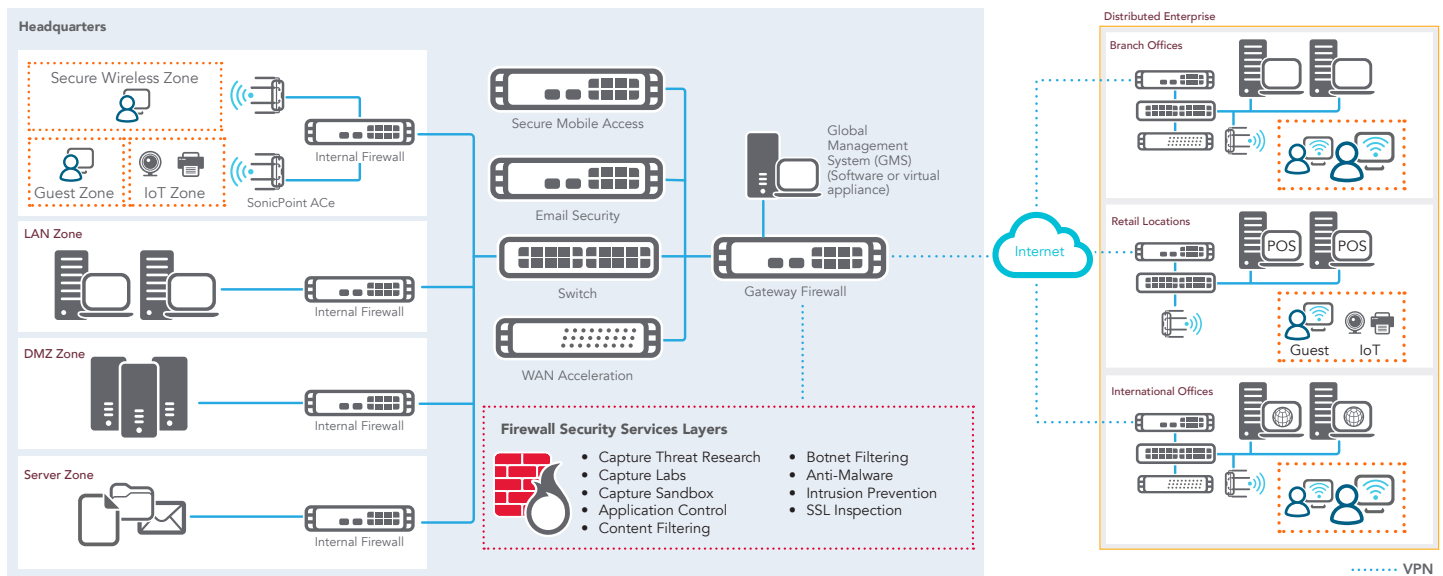 Headquarters
Secure Wireless Zone
Guest Zone
IoT Zone
SonicPoint ACe
Internal Firewall
LAN Zone
Internal Firewall
DMZ Zone
Internal Firewall
Server Zone
Internal Firewall
Secure Mobile Access
Email Security
Switch
WAN Acceleration
Global
Management
System (GMS)
(Software or virtual
appliance)
Gateway Firewall
Firewall Security Services Layers
• Capture Threat Research
• Capture Labs
• Capture Sandbox
• Application Control
• Content Filtering
• Botnet Filtering
• Anti-Malware
• Intrusion Prevention
• SSL Inspection
Internet
Distributed Enterprise
Branch Offices
Retail Locations
POS
POS
Guest
IoT
International Offices
VPN